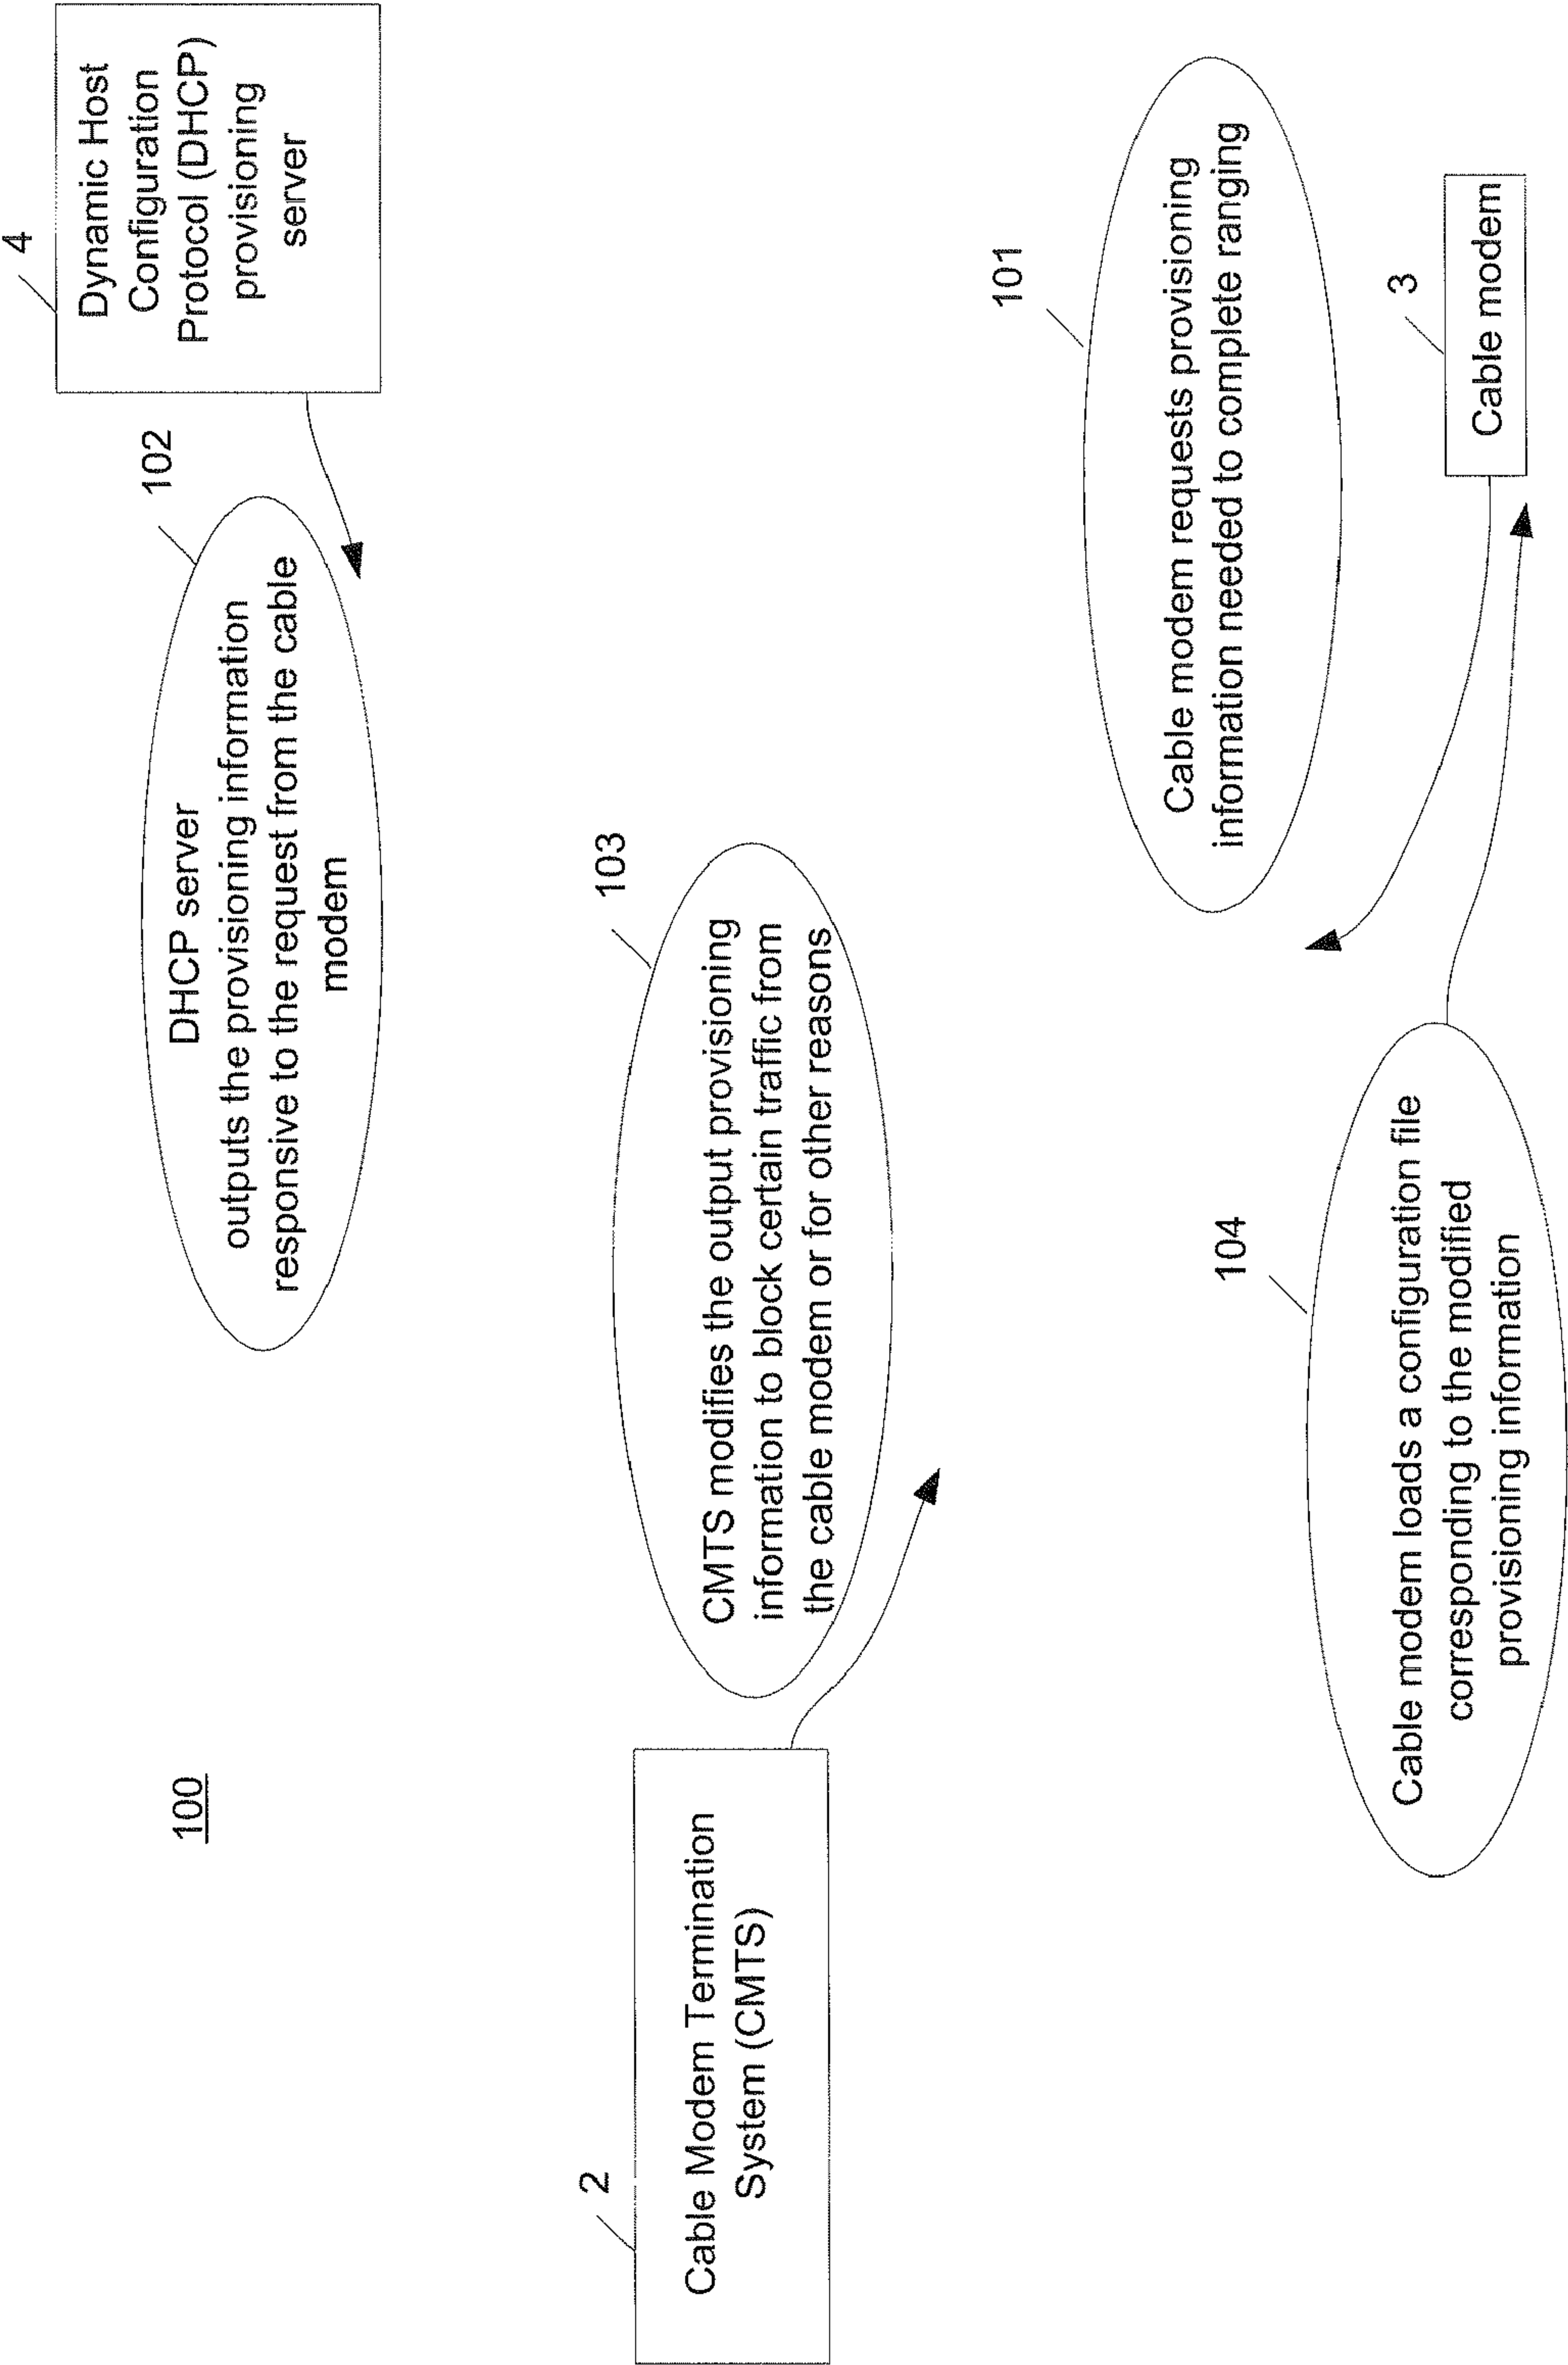 100
4
Dynamic Host
Configuration
Protocol (DHCP)
provisioning
server
102
DHCP server
outputs the provisioning information
responsive to the request from the cable
modem
2
Cable Modem Termination
System (CMTS)
103
CMTS modifies the output provisioning
information to block certain traffic from
the cable modem or for other reasons
101
Cable modem requests provisioning
information needed to complete ranging
104
Cable modem loads a configuration file
corresponding to the modified
provisioning information
3
Cable modem